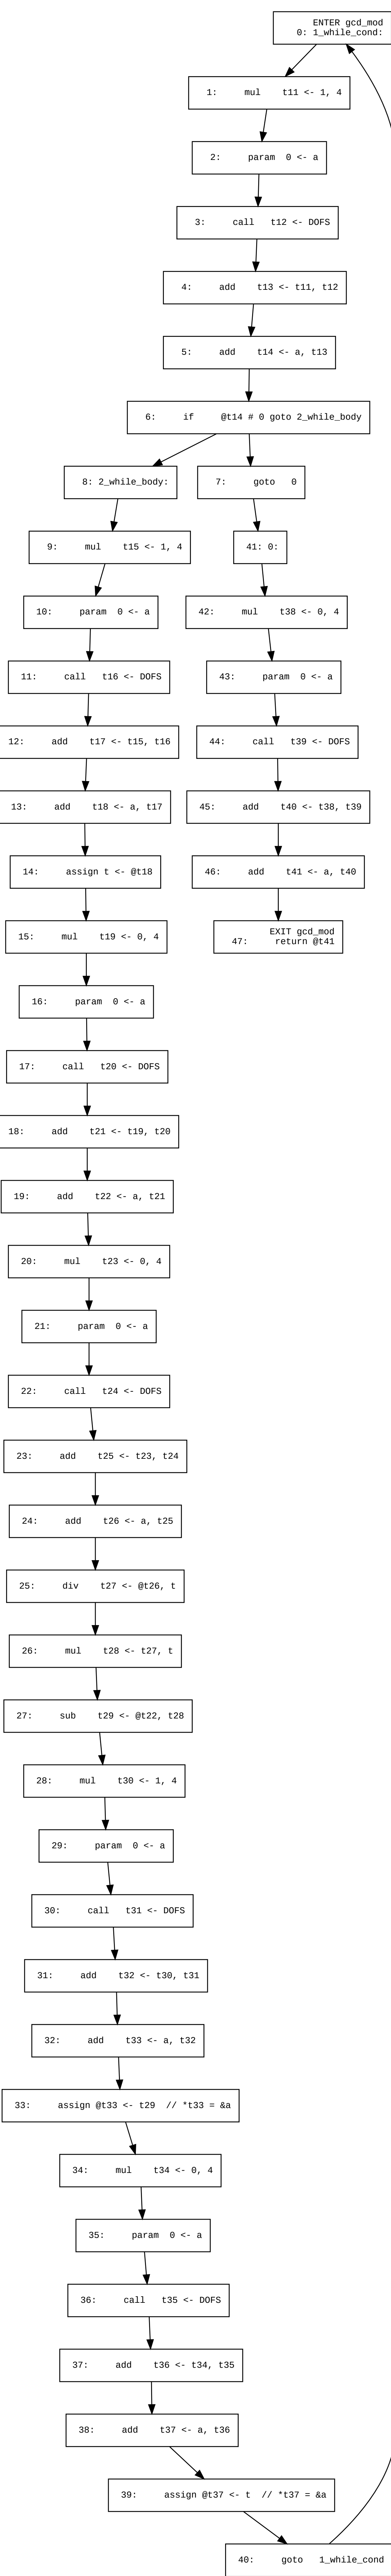 ENTER gcd_mod
0: 1_while_cond:
1: mul t11 <- 1, 4
2: param 0 <- a
3: call t12 <- DOFS
4: add t13 <- t11, t12
5: add t14 <- a, t13
6: if @t14 # 0 goto 2_while_body
8: 2_while_body:
7: goto 0
9: mul t15 <- 1, 4
41: 0:
10: param 0 <- a
42: mul t38 <- 0, 4
11: call t16 <- DOFS
43: param 0 <- a
12: add t17 <- t15, t16
44: call t39 <- DOFS
13: add t18 <- a, t17
45: add t40 <- t38, t39
14: assign t <- @t18
46: add t41 <- a, t40
15: mul t19 <- 0, 4
EXIT gcd_mod
47: return @t41
16: param 0 <- a
17: call t20 <- DOFS
18: add t21 <- t19, t20
19: add t22 <- a, t21
20: mul t23 <- 0, 4
21: param 0 <- a
22: call t24 <- DOFS
23: add t25 <- t23, t24
24: add t26 <- a, t25
25: div t27 <- @t26, t
26: mul t28 <- t27, t
27: sub t29 <- @t22, t28
28: mul t30 <- 1, 4
29: param 0 <- a
30: call t31 <- DOFS
31: add t32 <- t30, t31
32: add t33 <- a, t32
33: assign @t33 <- t29 // *t33 = &a
34: mul t34 <- 0, 4
35: param 0 <- a
36: call t35 <- DOFS
37: add t36 <- t34, t35
38: add t37 <- a, t36
39: assign @t37 <- t // *t37 = &a
40: goto 1_while_cond